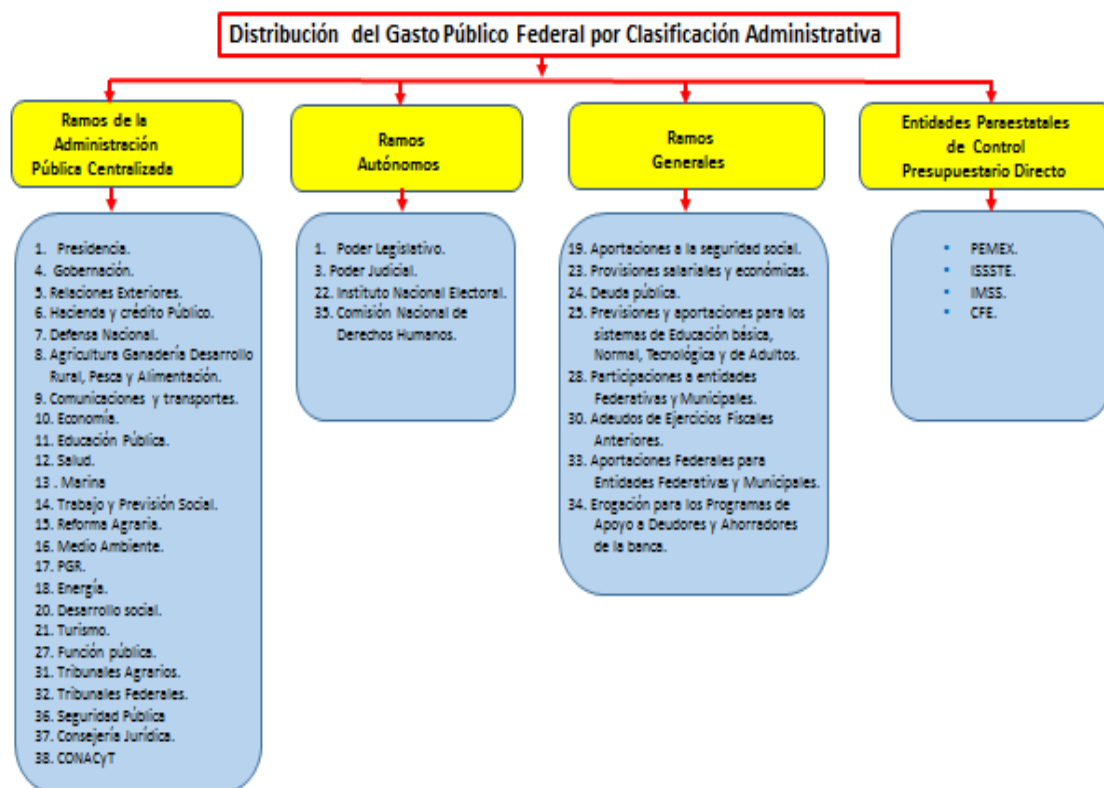 Distribución del Gasto Público Federal por Clasificación Administrativa
Ramos de la
Administración
Pública Centralizada
1. Presidencia.
4. Gobernación.
5. Relaciones Exteriores.
6. Hacienda y crédito Público.
7. Defensa Nacional.
8. Agricultura Ganadería Desarrollo
Rural, Pesca y Alimentación.
9. Comunicaciones y transportes.
10. Economía.
11. Educación Pública.
12. Salud.
13 . Marina
14. Trabajo y Previsión Social.
15. Reforma Agraria.
16. Medio Ambiente.
17. PGR.
18. Energía.
20. Desarrollo social.
21. Turismo.
27. Función pública.
31. Tribunales Agrarios.
32. Tribunales Federales.
36. Seguridad Pública
37. Consejería Jurídica.
38. CONACyT
Ramos
Autónomos
1. Poder Legislativo.
3. Poder Judicial.
22. Instituto Nacional Electoral.
35. Comisión Nacional de
Derechos Humanos.
Ramos
Generales
19. Aportaciones a la seguridad social.
23. Provisiones salariales y económicas.
24. Deuda pública.
25. Previsiones y aportaciones para los
sistemas de Educación básica,
Normal, Tecnológica y de Adultos.
28. Participaciones a entidades
Federativas y Municipales.
30. Adeudos de Ejercicios Fiscales
Anteriores.
33. Aportaciones Federales para
Entidades Federativas y Municipales.
34. Erogación para los Programas de
Apoyo a Deudores y Ahorradores
de la banca.
Entidades Paraestatales
de Control
Presupuestario Directo
▪ PEMEX.
▪ ISSSTE.
▪ IMSS.
▪ CFE.